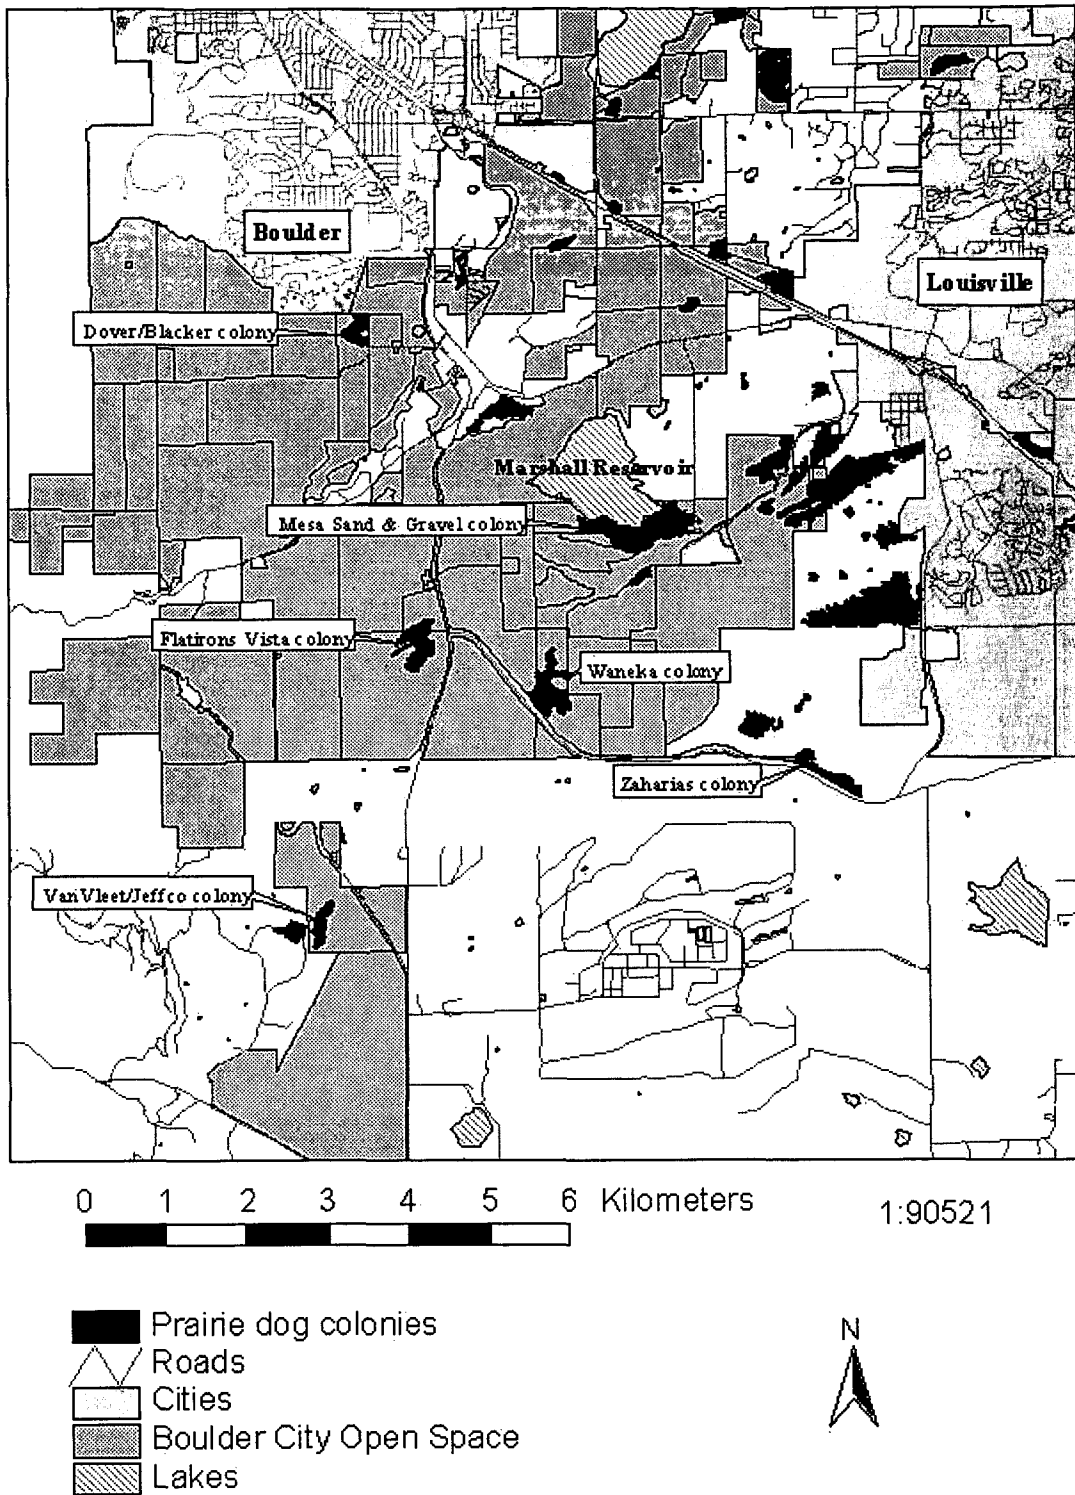 Boulder
Louisville
Dover/Blacker colony
Marshall Reservoir
Mesa Sand & Gravel colony
Flatirons Vista colony
Waneka colony
Zaharias colony
VanVleet/Jeffco colony
0 1 2 3 4 5 6 Kilometers
1:90521
Prairie dog colonies
Roads
Cities
Boulder City Open Space
Lakes
N